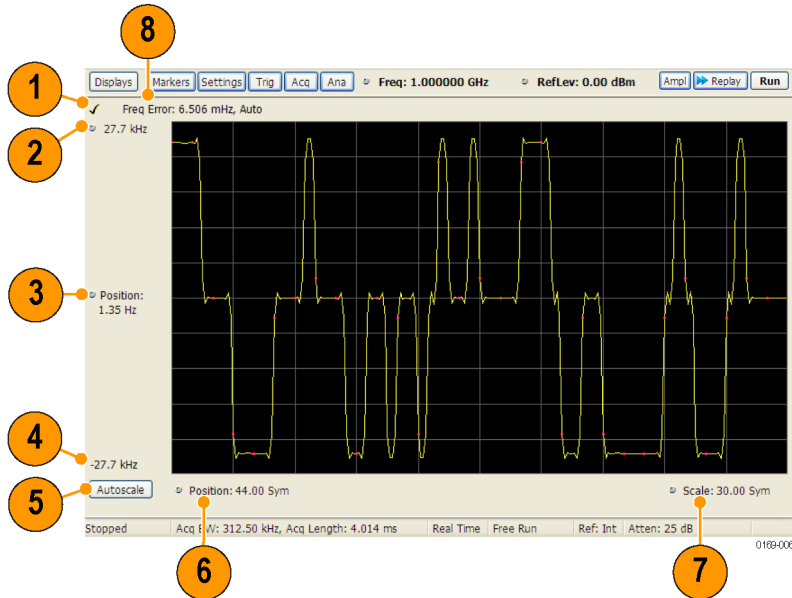 8
1
Displays Markers Settings Trig Acq Ana Freq: 1.000000 GHz RefLev: 0.00 dBm Ampl Replay Run
Freq Error: 6.506 mHz, Auto
2
27.7 kHz
3
Position:
1.35 Hz
4
-27.7 kHz
5
Autoscale Position: 44.00 Sym Scale: 30.00 Sym
Stopped Acq BW: 312.50 kHz, Acq Length: 4.014 ms Real Time Free Run Ref: Int Atten: 25 dB
0169-006
6
7